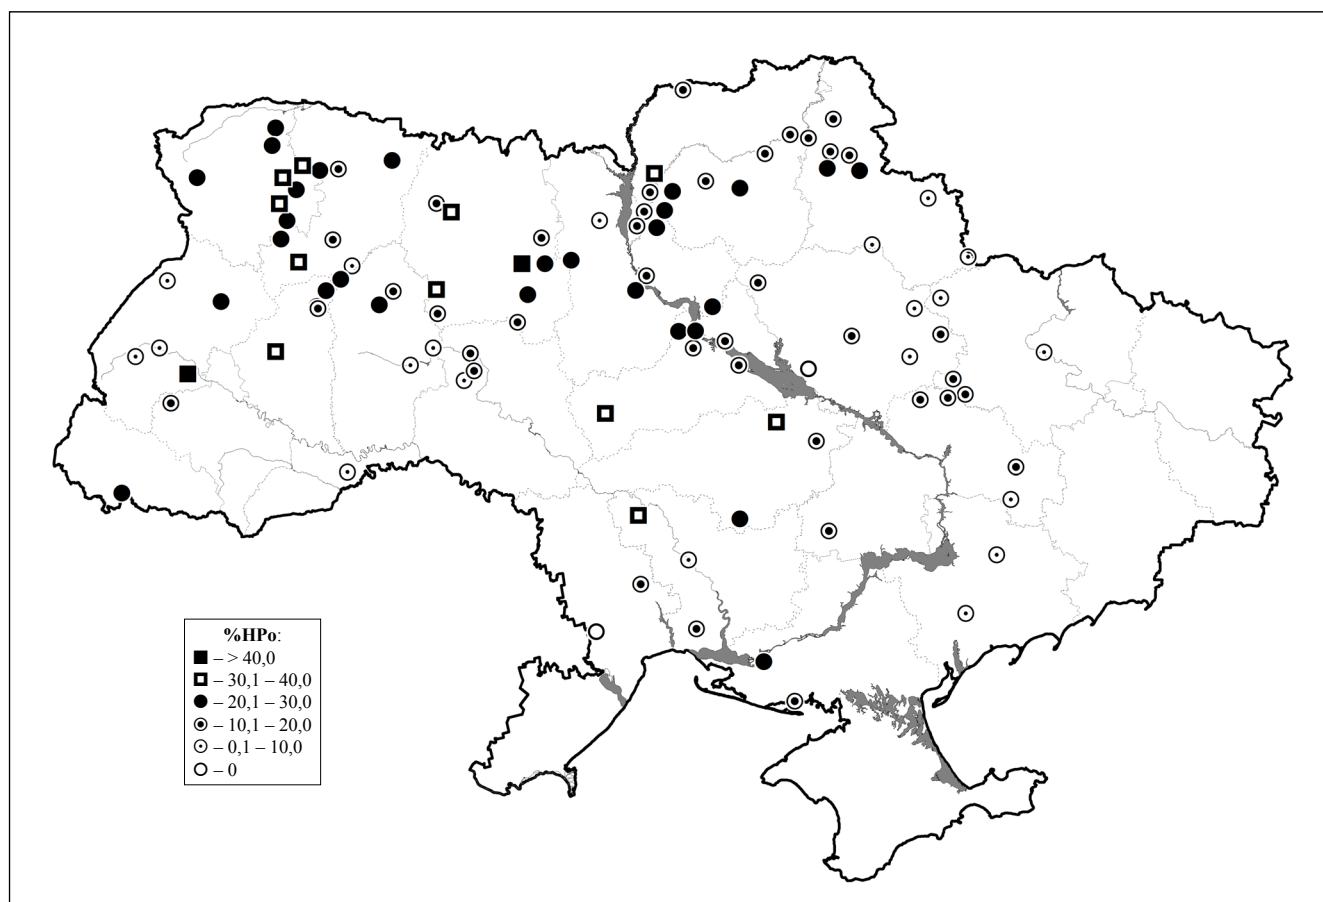 %HPo:
– > 40,0
– 30,1 – 40,0
– 20,1 – 30,0
– 10,1 – 20,0
– 0,1 – 10,0
– 0